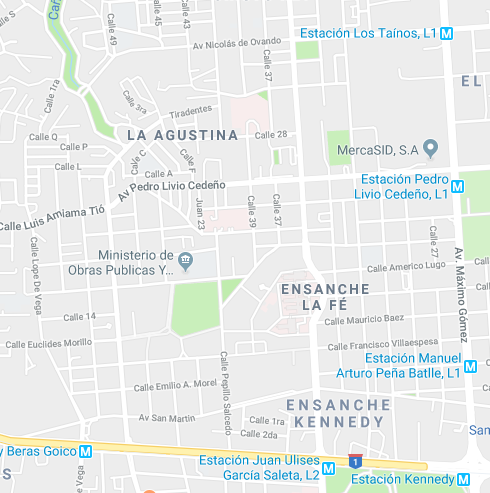 Cañ
Calle 45
Calle 49
Av Nicolás de Ovando
Calle 37
Estación Los Taínos, L1
Calle 1ra
Calle 3ra
Tiradentes
EL
Calle Q
LA AGUSTINA
Calle 28
MercaSID, S.A
Calle P
Calle L
Calle C
Calle F
Calle A
Av Pedro Livio Cedeño
Estación Pedro
Livio Cedeño, L1
Calle Luis Amiama Tió
Juan 23
Calle 39
Calle 37
Calle 27
Av. Máximo Gómez
Calle Lope De Vega
Ministerio de
Obras Publicas Y...
Calle Americo Lugo
ENSANCHE
LA FÉ
Calle 14
Calle Mauricio Baez
Calle Euclides Morillo
Calle Francisco Villaespesa
Calle Pepillo Salcedo
Estación Manuel
Arturo Peña Batlle, L1
Calle Emilio A. Morel
Av San Martin
ENSANCHE
KENNEDY
Calle 1ra
Calle 2da
San
y Beras Goico
Estación Juan Ulises
García Saleta, L2
1
Estación Kennedy
S